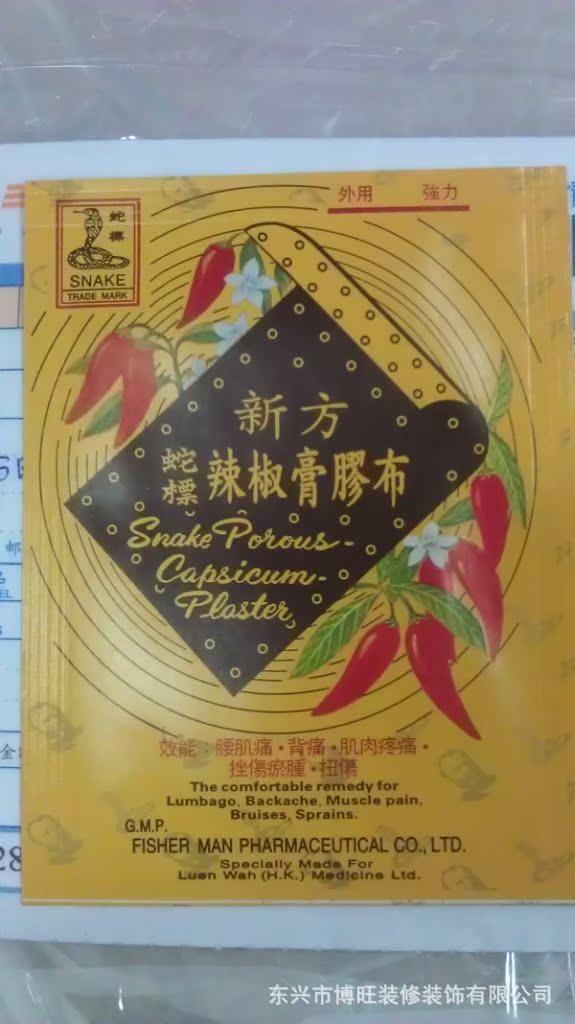 外用 強力
蛇標
SNAKE
TRADE MARK
新方
蛇標 辣椒膏膠布
Snake Porous-
Capsicum-
Plaster
效能：腰肌痛·背痛·肌肉疼痛·
挫傷瘀腫·扭傷
The comfortable remedy for
Lumbago, Backache, Muscle pain,
Bruises, Sprains.
G.M.P.
FISHER MAN PHARMACEUTICAL CO., LTD.
Specially Made For
Luen Wah (H.K.) Medicine Ltd.
28
东兴市博旺装修装饰有限公司